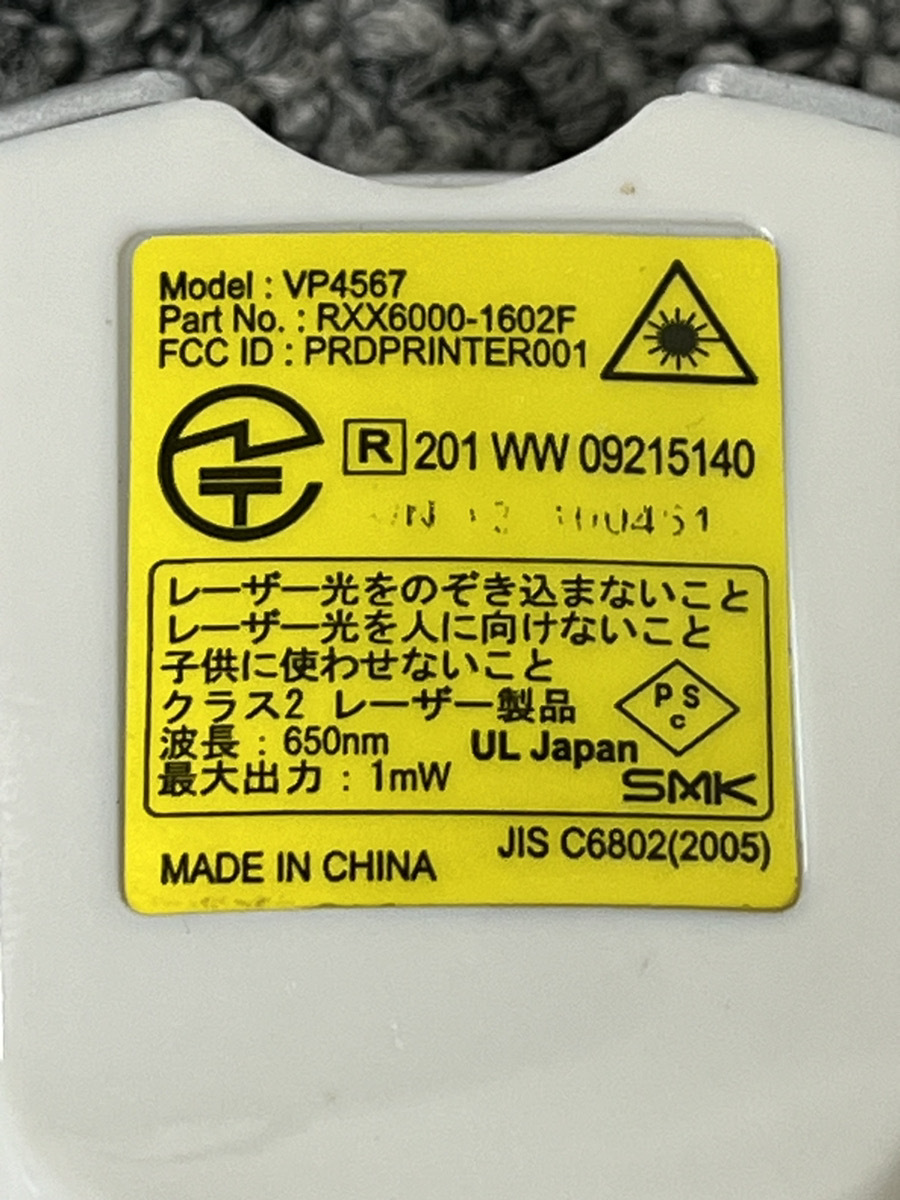 Model : VP4567
Part No. : RXX6000-1602F
FCC ID : PRDPRINTER001
R 201 WW 09215140
レーザー光をのぞき込まないこと
レーザー光を人に向けないこと
子供に使わせないこと
クラス2 レーザー製品
PS
c
波長 : 650nm UL Japan
最大出力 : 1mW SMK
MADE IN CHINA JIS C6802(2005)